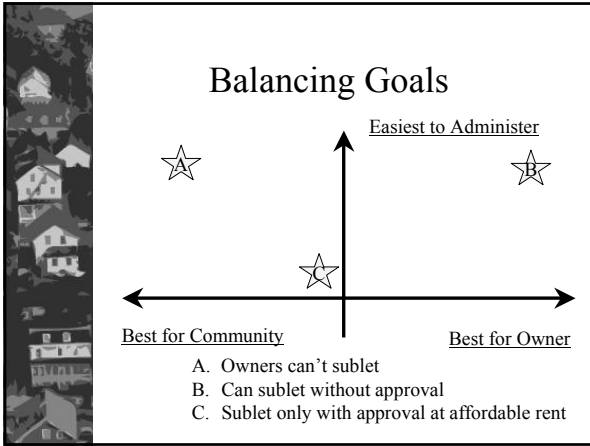 Balancing Goals
Easiest to Administer
A
B
C
Best for Community
Best for Owner
A. Owners can’t sublet
B. Can sublet without approval
C. Sublet only with approval at affordable rent